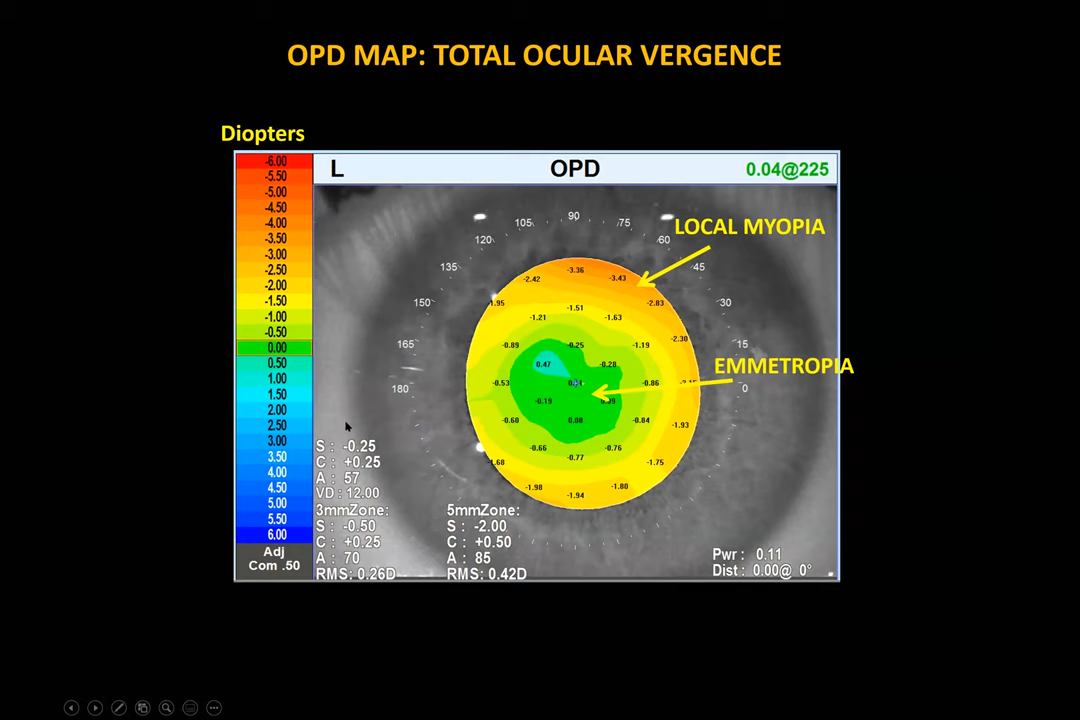 OPD MAP: TOTAL OCULAR VERGENCE
Diopters
L OPD 0.04@225
-6.00
-5.50
-5.00
-4.50
-4.00
-3.50
-3.00
-2.50
-2.00
-1.50
-1.00
-0.50
0.00
0.50
1.00
1.50
2.00
2.50
3.00
3.50
4.00
4.50
5.00
5.50
6.00
Adj
Com .50
90
105 75
120 60
135 45
150 30
165 15
180 0
LOCAL MYOPIA
EMMETROPIA
-3.36
-2.42 -3.43
-1.95 -1.51 -2.83
-1.21 -1.63
-0.89 -0.25 -1.19 -2.30
0.47 -0.28
-0.53 -0.86
-0.19
-0.60 0.08 -0.84 -1.93
-0.66 -0.77 -0.76
-1.68 -1.75
-1.98 -1.94 -1.80
S : -0.25
C : +0.25
A : 57
VD : 12.00
3mmZone:
S : -0.50
C : +0.25
A : 70
RMS: 0.26D
5mmZone:
S : -2.00
C : +0.50
A : 85
RMS: 0.42D
Pwr : 0.11
Dist : 0.00@ 0°